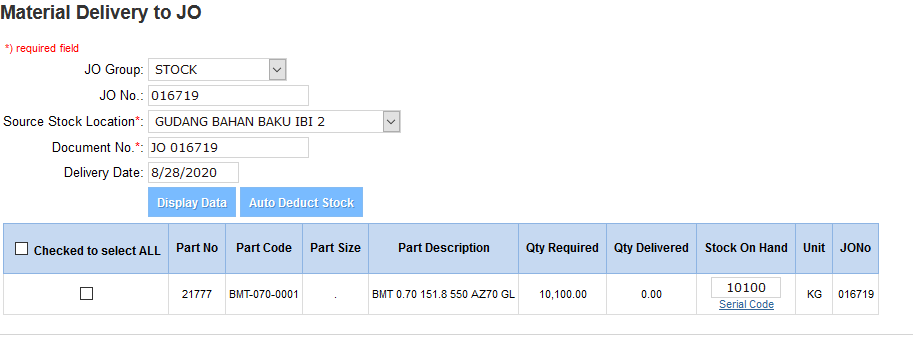 Material Delivery to JO
*) required field
JO Group: STOCK
JO No.: 016719
Source Stock Location*: GUDANG BAHAN BAKU IBI 2
Document No.*: JO 016719
Delivery Date: 8/28/2020
Display Data Auto Deduct Stock
Checked to select ALL Part No Part Code Part Size Part Description Qty Required Qty Delivered Stock On Hand Unit JONo
21777 BMT-070-0001 . BMT 0.70 151.8 550 AZ70 GL 10,100.00 0.00 10100 KG 016719
Serial Code